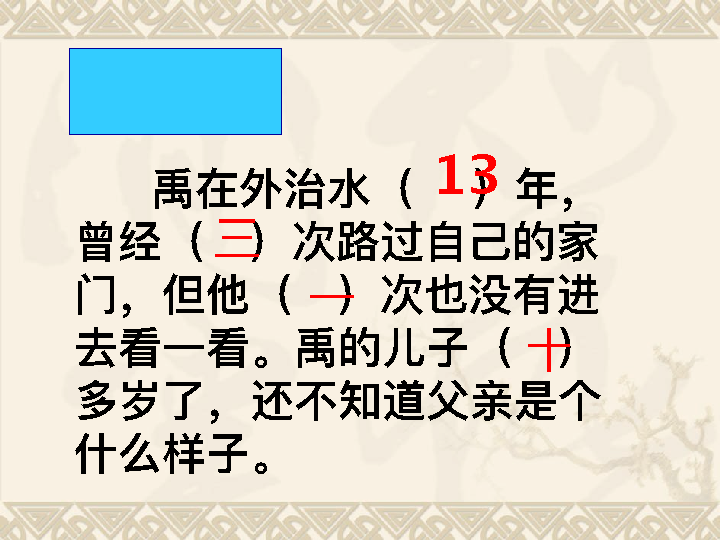 禹在外治水（13）年，
曾经（三）次路过自己的家
门，但他（一）次也没有进
去看一看。禹的儿子（十）
多岁了，还不知道父亲是个
什么样子。